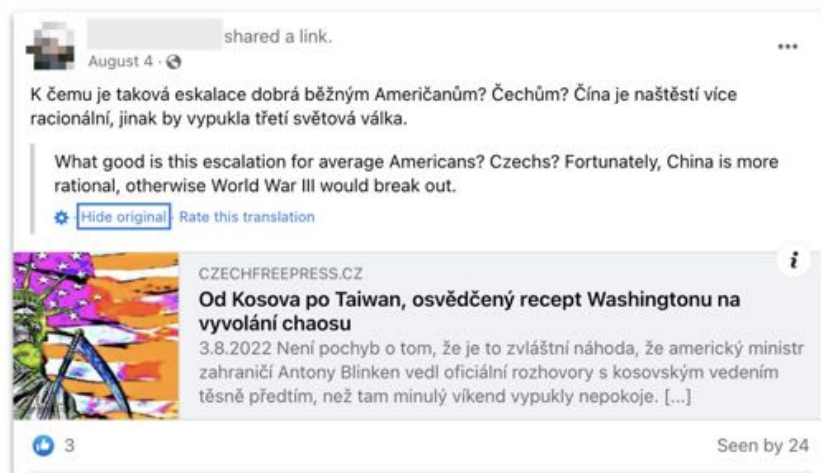 shared a link.
August 4 ·
K čemu je taková eskalace dobrá běžným Američanům? Čechům? Čína je naštěstí více
racionální, jinak by vypukla třetí světová válka.
What good is this escalation for average Americans? Czechs? Fortunately, China is more
rational, otherwise World War III would break out.
· Hide original · Rate this translation
i
CZECHFREEPRESS.CZ
Od Kosova po Taiwan, osvědčený recept Washingtonu na
vyvolání chaosu
3.8.2022 Není pochyb o tom, že je to zvláštní náhoda, že americký ministr
zahraničí Antony Blinken vedl oficiální rozhovory s kosovským vedením
těsně předtím, než tam minulý víkend vypukly nepokoje. [...]
3
Seen by 24